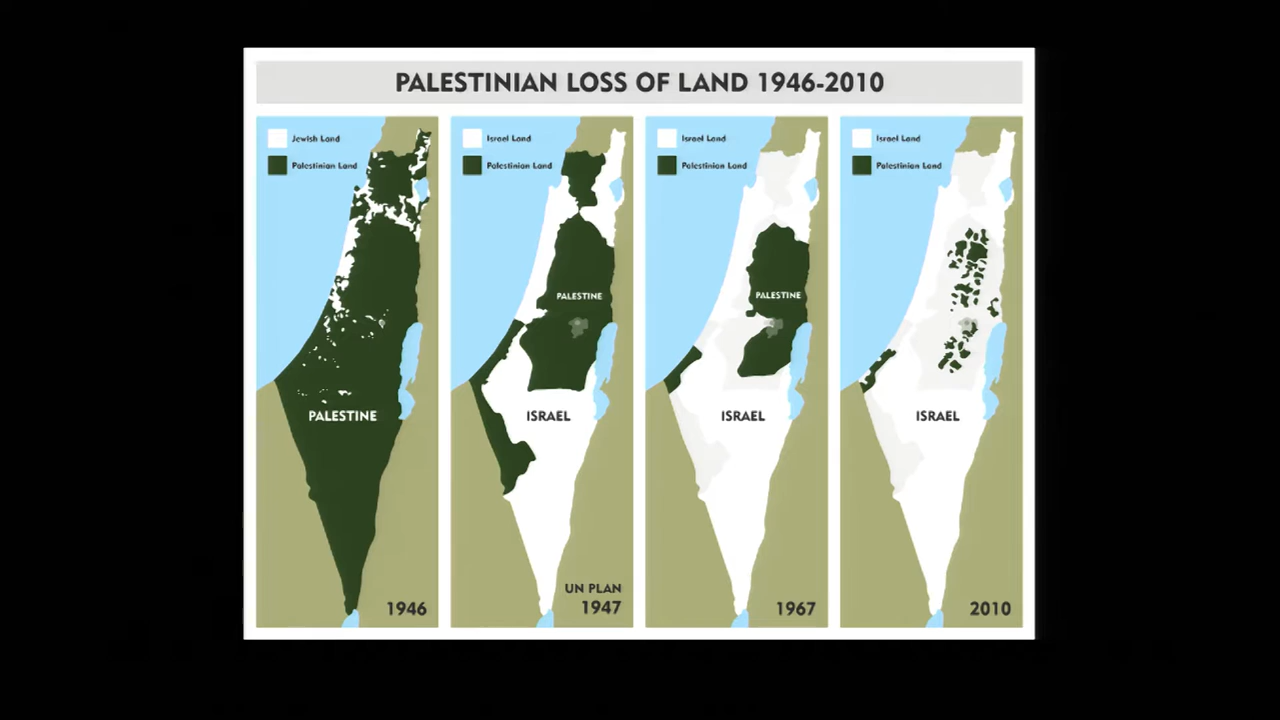 PALESTINIAN LOSS OF LAND 1946-2010
Jewish Land
Palestinian Land
PALESTINE
1946
Israel Land
Palestinian Land
PALESTINE
ISRAEL
UN PLAN
1947
Israel Land
Palestinian Land
PALESTINE
ISRAEL
1967
Israel Land
Palestinian Land
ISRAEL
2010